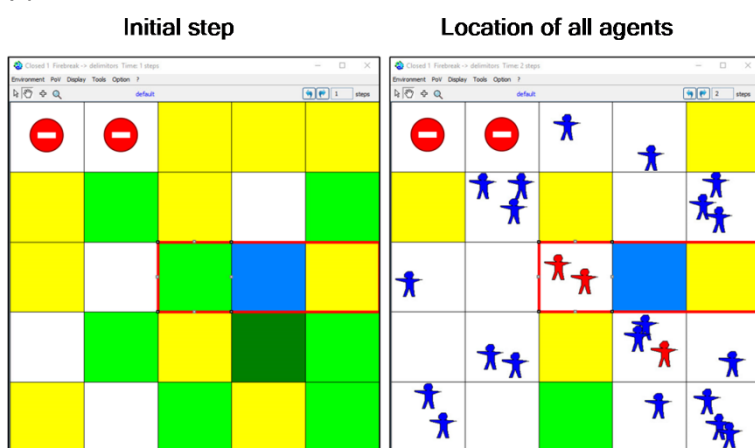 Initial step
Location of all agents
Closed 1 Firebreak -> delimitors Time: 1 steps
Closed 1 Firebreak -> delimitors Time: 2 steps
Environment PoV Display Tools Option ?
Environment PoV Display Tools Option ?
default 1 steps
default 2 steps